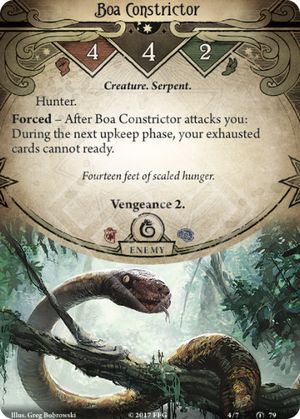 Boa Constrictor
4 4 2
Creature. Serpent.
Hunter.
Forced – After Boa Constrictor attacks you:
During the next upkeep phase, your exhausted
cards cannot ready.
Fourteen feet of scaled hunger.
Vengeance 2.
ENEMY
Illus. Greg Bobrowski © 2017 FFG 4/7 79